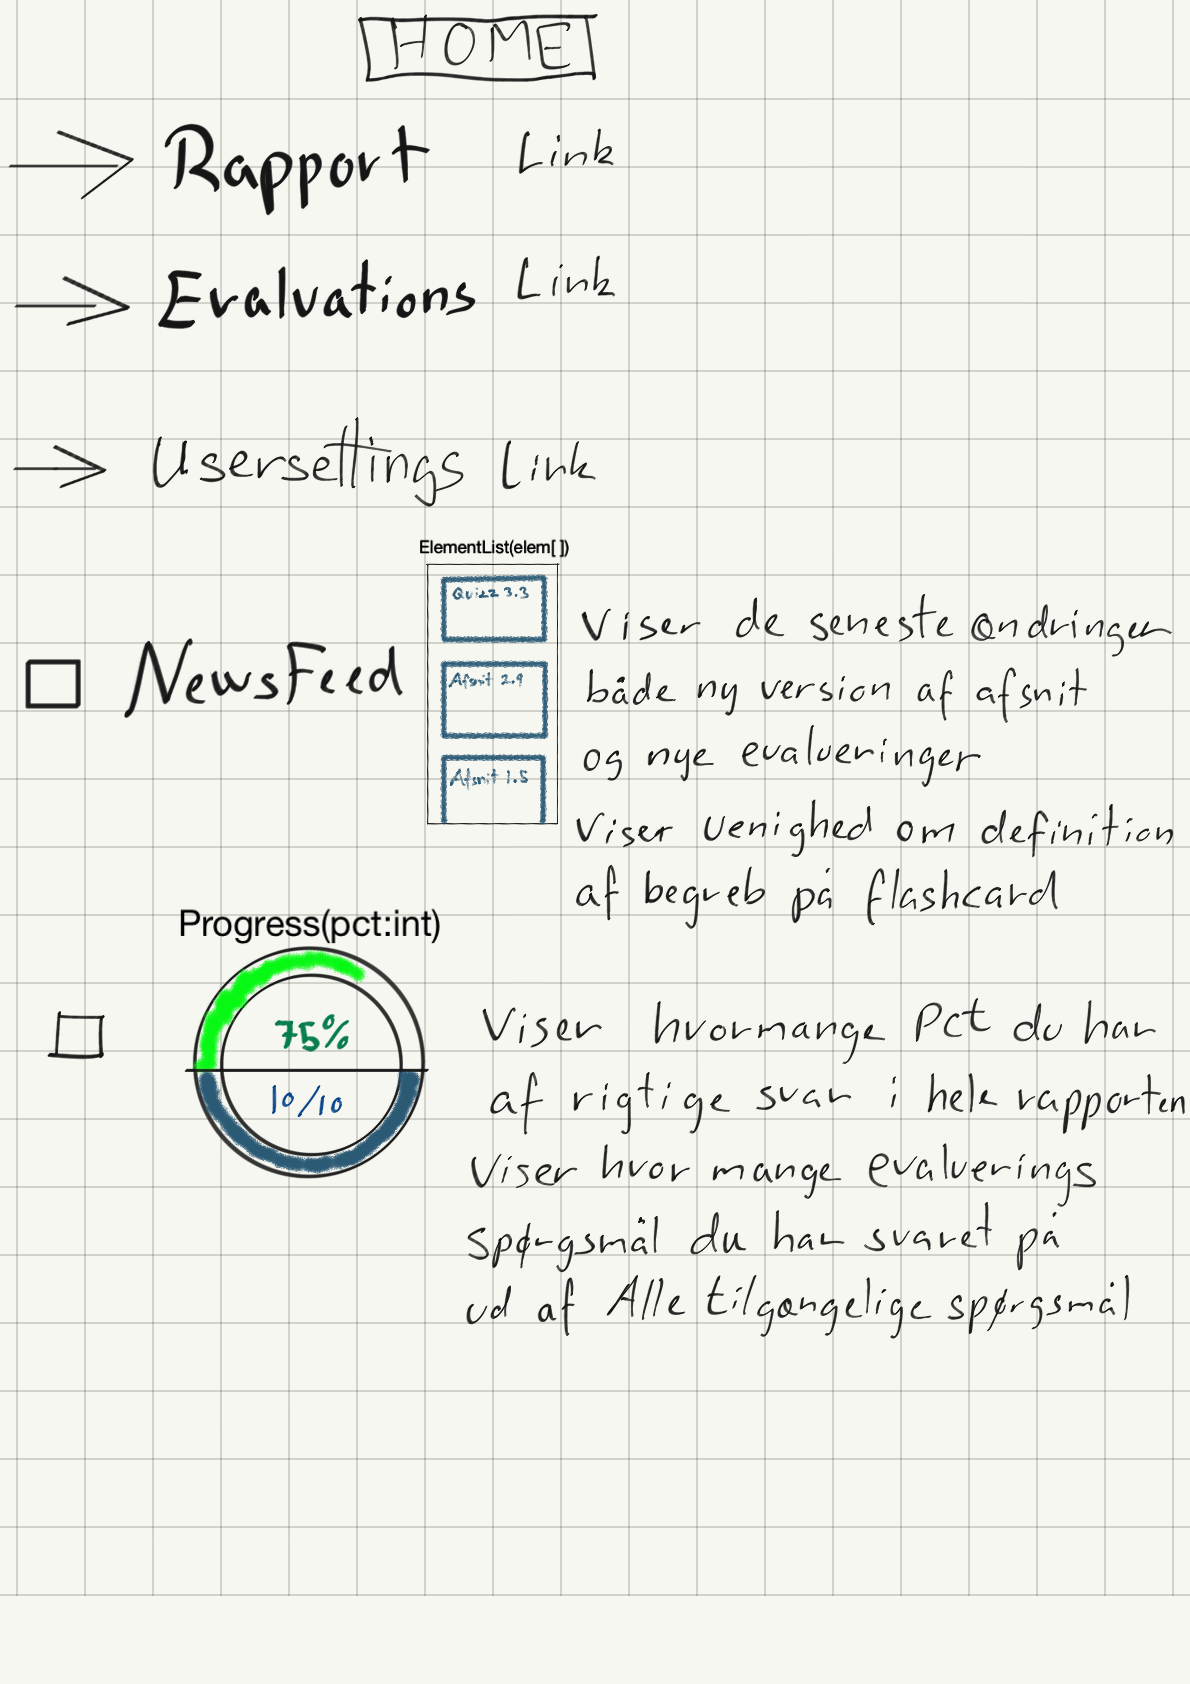 HOME
Rapport Link
Evaluations Link
Usersettings Link
ElementList(elem[ ])
Quizz 3.3
Afsnit 2.9
Afsnit 1.5
NewsFeed
Viser de seneste ændringer
både ny version af afsnit
og nye evalueringer
Viser uenighed om definition
af begreb på flashcard
Progress(pct:int)
75%
10/10
Viser hvormange Pct du har
af rigtige svar i hele rapporten
Viser hvor mange evaluerings
spørgsmål du har svaret på
ud af Alle tilgængelige spørgsmål